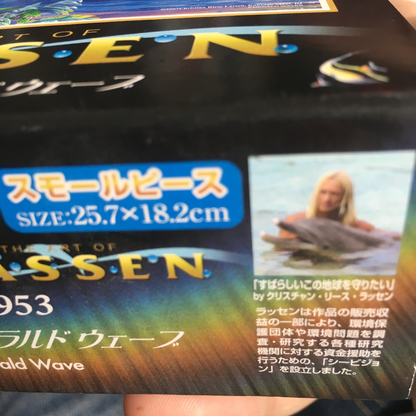 ART OF
SSEN
ウェーブ
スモールピース
SIZE:25.7×18.2cm
THE ART OF
ASSEN
953
ラルド ウェーブ
ald Wave
「すばらしいこの地球を守りたい」
by クリスチャン・リース・ラッセン
ラッセンは作品の販売収
益の一部により、環境保
護団体や環境問題を調
査・研究する各種研究
機関に対する資金援助を
行うための、「シービジョ
ン」を設立しました。